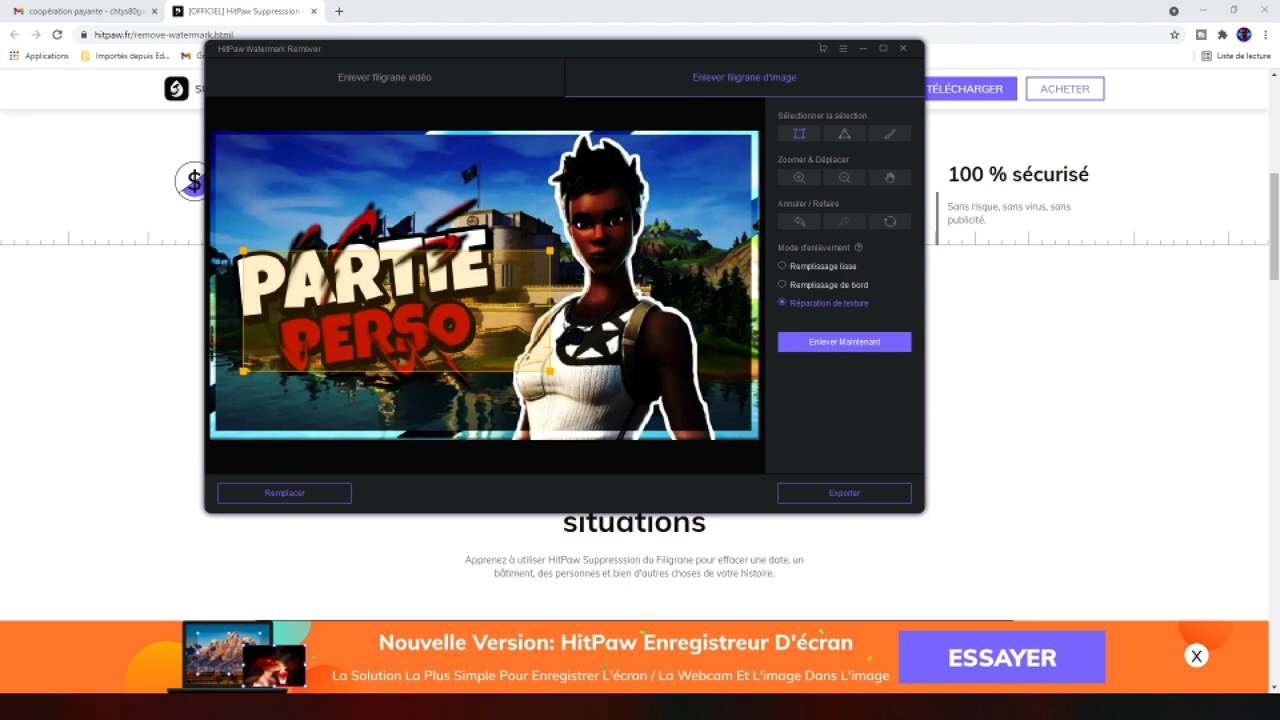 coopération payante - chtys80g
[OFFICIEL] HitPaw Suppresssion
hitpaw.fr/remove-watermark.html
Applications
Importés depuis Ed...
Liste de lecture
HitPaw Watermark Remover
Enlever filigrane vidéo
Enlever filigrane d'image
TÉLÉCHARGER
ACHETER
Sélectionner la sélection
Zoomer & Déplacer
Annuler / Refaire
Mode d'enlèvement
Remplissage lisse
Remplissage de bord
Réparation de texture
Enlever Maintenant
PARTIE
PERSO
100 % sécurisé
Sans risque, sans virus, sans
publicité.
Remplacer
Exporter
situations
Apprenez à utiliser HitPaw Suppresssion du Filigrane pour effacer une date, un
bâtiment, des personnes et bien d'autres choses de votre histoire.
Nouvelle Version: HitPaw Enregistreur D'écran
La Solution La Plus Simple Pour Enregistrer L'écran / La Webcam Et L'image Dans L'image
ESSAYER
X